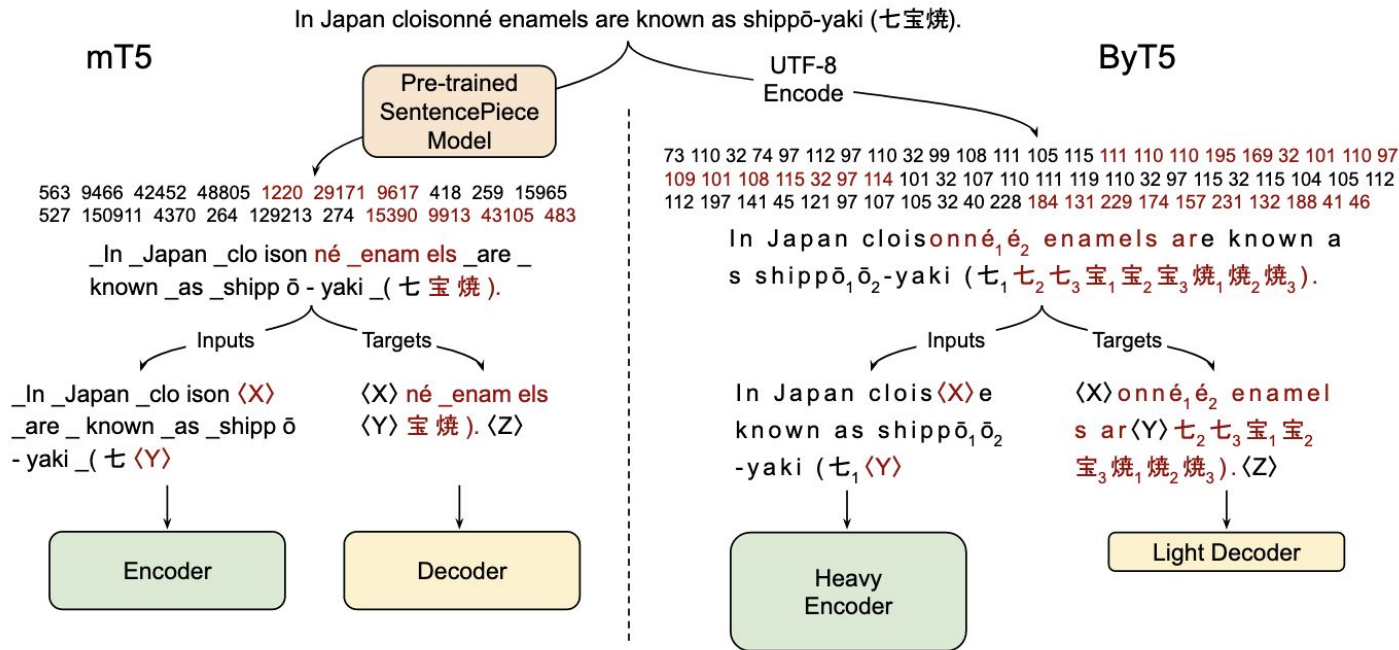 In Japan cloisonné enamels are known as shippō-yaki (七宝焼).
mT5
Pre-trained
SentencePiece
Model
563 9466 42452 48805 1220 29171 9617 418 259 15965
527 150911 4370 264 129213 274 15390 9913 43105 483
_In _Japan _clo ison né _enam els _are _
known _as _shipp ō - yaki _( 七 宝 焼 ).
Inputs
Targets
_In _Japan _clo ison ⟨X⟩
_are _ known _as _shipp ō
- yaki _( 七 ⟨Y⟩
⟨X⟩ né _enam els
⟨Y⟩ 宝 焼 ). ⟨Z⟩
Encoder
Decoder
UTF-8
Encode
ByT5
73 110 32 74 97 112 97 110 32 99 108 111 105 115 111 110 110 195 169 32 101 110 97
109 101 108 115 32 97 114 101 32 107 110 111 119 110 32 97 115 32 115 104 105 112
112 197 141 45 121 97 107 105 32 40 228 184 131 229 174 157 231 132 188 41 46
In Japan cloisonné₁é₂ enamels are known a
s shippō₁ō₂-yaki (七₁七₂七₃宝₁宝₂宝₃焼₁焼₂焼₃).
Inputs
Targets
In Japan clois⟨X⟩e
known as shippō₁ō₂
-yaki (七₁⟨Y⟩
⟨X⟩onné₁é₂ enamel
s ar⟨Y⟩七₂七₃宝₁宝₂
宝₃焼₁焼₂焼₃).⟨Z⟩
Heavy
Encoder
Light Decoder